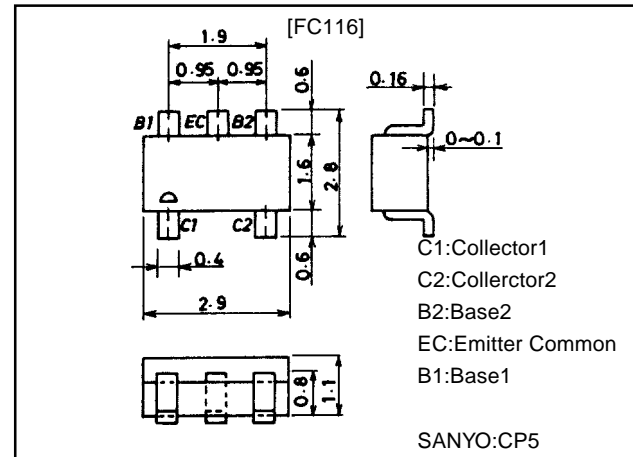 [FC116]
1.9
0.95 0.95
0.6
0.16
B1 EC B2
0~0.1
1.6
2.8
C1 C2
0.6
0.4
2.9
C1:Collector1
C2:Collerctor2
B2:Base2
EC:Emitter Common
B1:Base1
0.8
1.1
SANYO:CP5